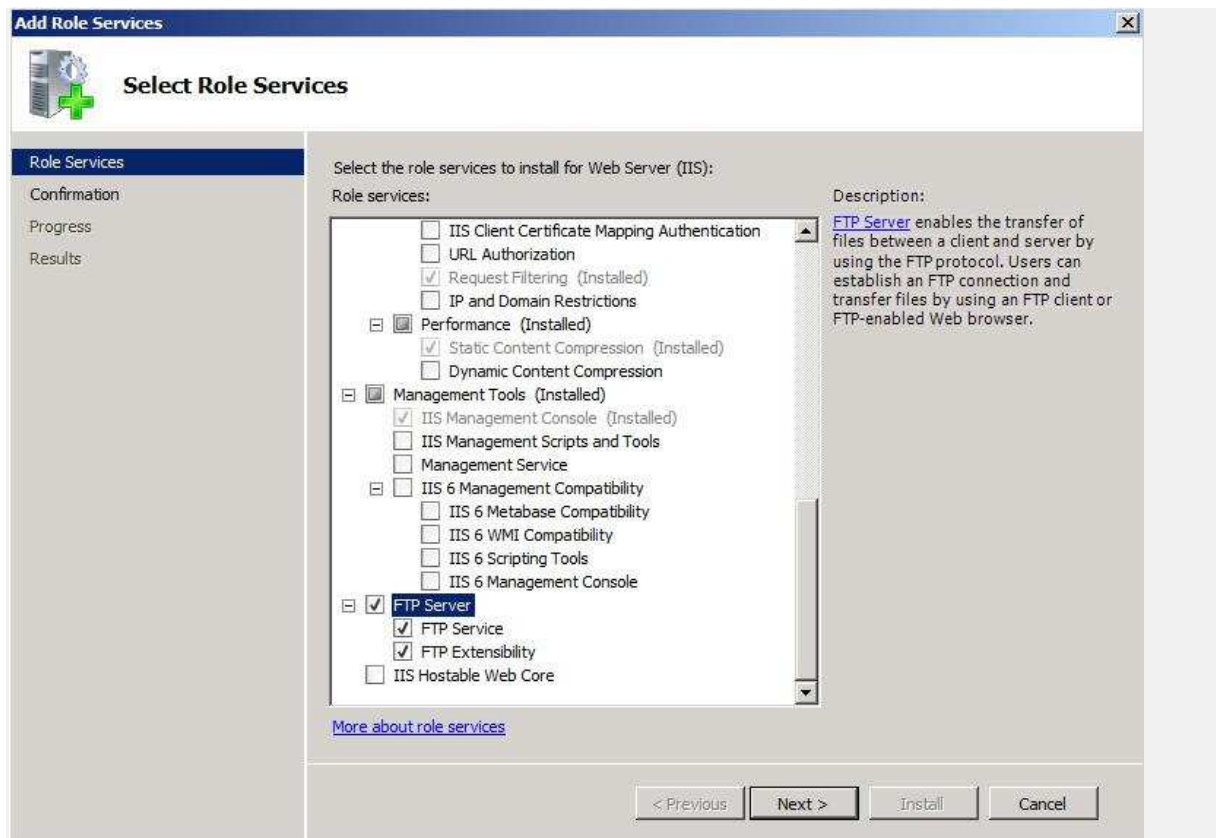 Add Role Services
Select Role Services
Role Services
Confirmation
Progress
Results
Select the role services to install for Web Server (IIS):
Role services:
IIS Client Certificate Mapping Authentication
URL Authorization
Request Filtering (Installed)
IP and Domain Restrictions
Performance (Installed)
Static Content Compression (Installed)
Dynamic Content Compression
Management Tools (Installed)
IIS Management Console (Installed)
IIS Management Scripts and Tools
Management Service
IIS 6 Management Compatibility
IIS 6 Metabase Compatibility
IIS 6 WMI Compatibility
IIS 6 Scripting Tools
IIS 6 Management Console
FTP Server
FTP Service
FTP Extensibility
IIS Hostable Web Core
More about role services
Description:
FTP Server enables the transfer of
files between a client and server by
using the FTP protocol. Users can
establish an FTP connection and
transfer files by using an FTP client or
FTP-enabled Web browser.
< Previous
Next >
Install
Cancel